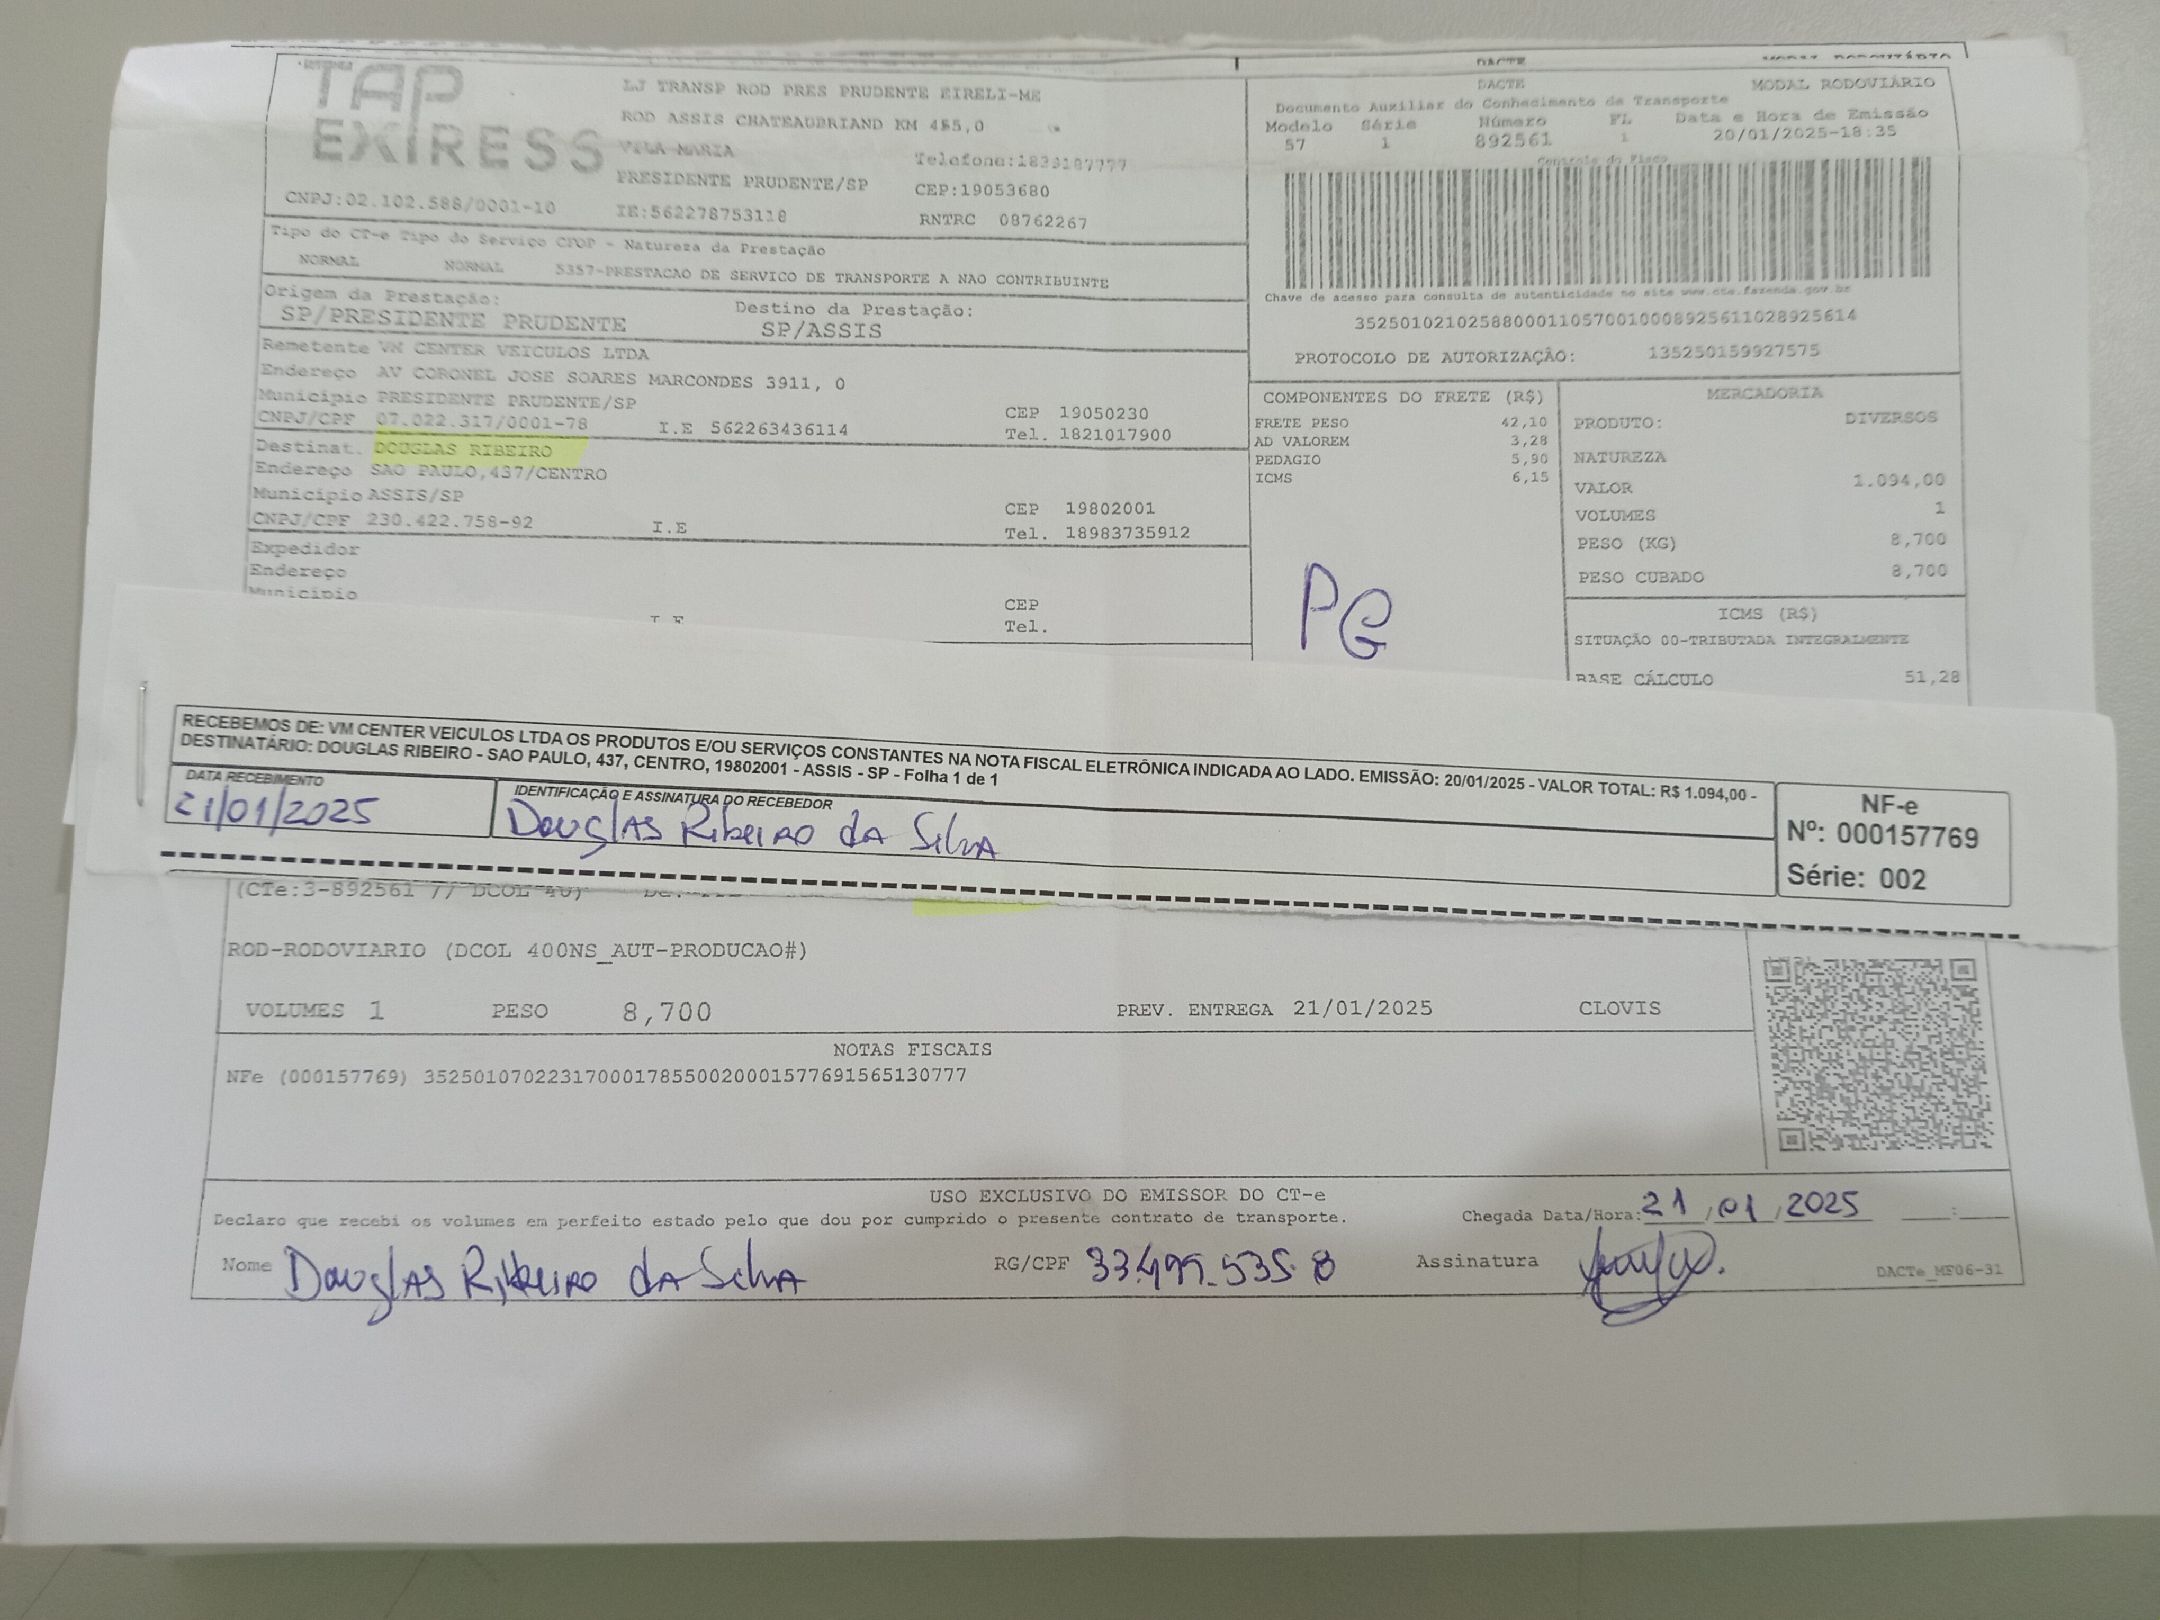 TAP
EXPRESS
LJ TRANSP ROD PRES PRUDENTE EIRELI-ME
ROD ASSIS CHATEAUBRIAND KM 455,0
VILA MARIA
Telefone:1839107777
PRESIDENTE PRUDENTE/SP CEP:19053680
CNPJ:02.102.588/0001-10 IE:562278753118 RNTRC 08762267
DACTE
DACTE MODAL RODOVIÁRIO
Documento Auxiliar do Conhecimento de Transporte
Modelo Série Número FL Data e Hora de Emissão
57 1 892561 1 20/01/2025-18:35
Controle do Fisco
Chave de acesso para consulta de autenticidade no site www.cte.fazenda.gov.br
35250102102588000110570010008925611028925614
PROTOCOLO DE AUTORIZAÇÃO: 135250159927575
Tipo do CT-e Tipo do Serviço CFOP - Natureza da Prestação
NORMAL NORMAL 5357-PRESTACAO DE SERVICO DE TRANSPORTE A NAO CONTRIBUINTE
Origem da Prestação: Destino da Prestação:
SP/PRESIDENTE PRUDENTE SP/ASSIS
Remetente VM CENTER VEICULOS LTDA
Endereço AV CORONEL JOSE SOARES MARCONDES 3911, 0
Município PRESIDENTE PRUDENTE/SP CEP 19050230
CNPJ/CPF 07.022.317/0001-78 I.E 562263436114 Tel. 1821017900
Destinat. DOUGLAS RIBEIRO
Endereço SAO PAULO,437/CENTRO
Município ASSIS/SP CEP 19802001
CNPJ/CPF 230.422.758-92 I.E Tel. 18983735912
Expedidor
Endereço
Município CEP
I.E Tel.
COMPONENTES DO FRETE (R$)
FRETE PESO 42,10
AD VALOREM 3,28
PEDAGIO 5,90
ICMS 6,15
PG
MERCADORIA
PRODUTO: DIVERSOS
NATUREZA
VALOR 1.094,00
VOLUMES 1
PESO (KG) 8,700
PESO CUBADO 8,700
ICMS (R$)
SITUAÇÃO 00-TRIBUTADA INTEGRALMENTE
BASE CÁLCULO 51,28
RECEBEMOS DE: VM CENTER VEICULOS LTDA OS PRODUTOS E/OU SERVIÇOS CONSTANTES NA NOTA FISCAL ELETRÔNICA INDICADA AO LADO. EMISSÃO: 20/01/2025 - VALOR TOTAL: R$ 1.094,00 -
DESTINATÁRIO: DOUGLAS RIBEIRO - SAO PAULO, 437, CENTRO, 19802001 - ASSIS - SP - Folha 1 de 1
DATA RECEBIMENTO IDENTIFICAÇÃO E ASSINATURA DO RECEBEDOR
21/01/2025 Douglas Ribeiro da Silva
NF-e
Nº: 000157769
Série: 002
(CTe:3-892561 // DCOL 40)
ROD-RODOVIARIO (DCOL 400NS_AUT-PRODUCAO#)
VOLUMES 1 PESO 8,700 PREV. ENTREGA 21/01/2025 CLOVIS
NOTAS FISCAIS
NFe (000157769) 35250107022317000178550020001577691565130777
USO EXCLUSIVO DO EMISSOR DO CT-e
Declaro que recebi os volumes em perfeito estado pelo que dou por cumprido o presente contrato de transporte. Chegada Data/Hora: 21/01/2025 __:__
Nome Douglas Ribeiro da Silva RG/CPF 33.499.535.8 Assinatura
DACTe_MF06-31